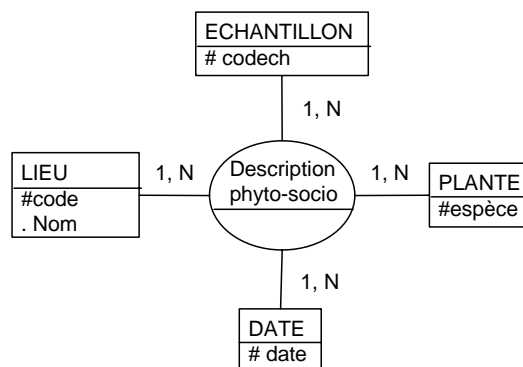 ECHANTILLON
# codech
1, N
LIEU
#code
. Nom
1, N
Description
phyto-socio
1, N
PLANTE
#espèce
1, N
DATE
# date